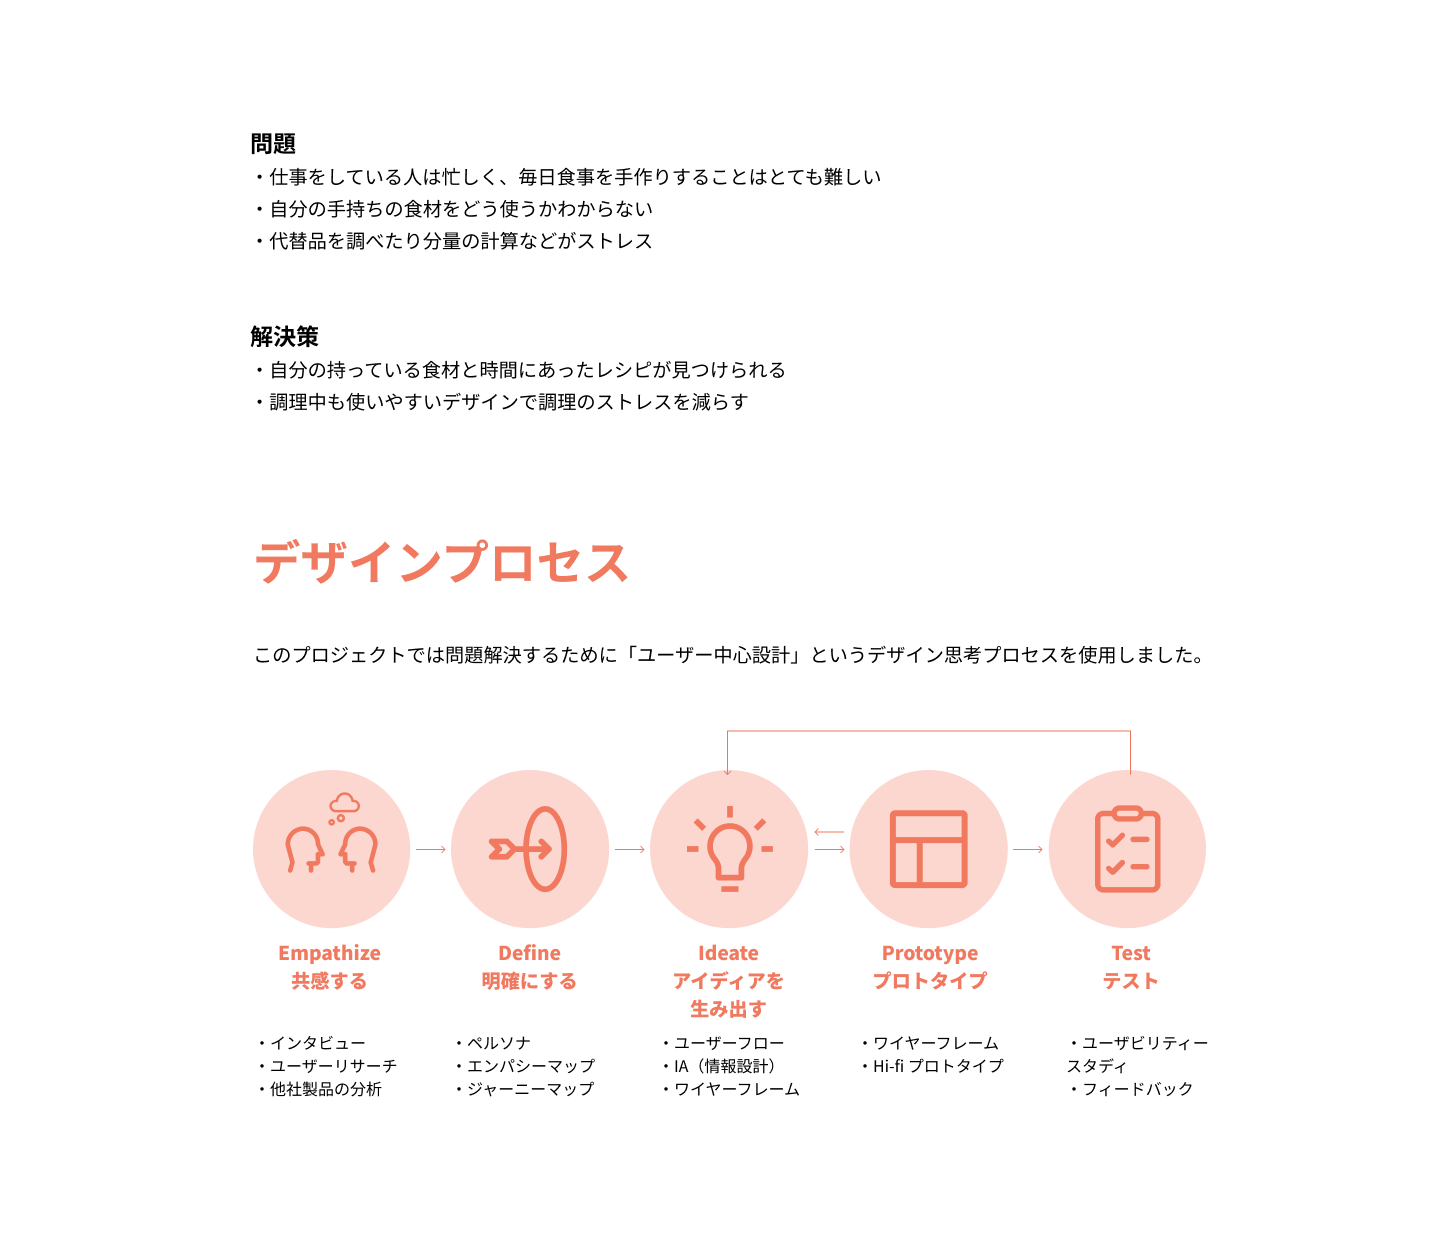 問題
・仕事をしている人は忙しく、毎日食事を手作りすることはとても難しい
・自分の手持ちの食材をどう使うかわからない
・代替品を調べたり分量の計算などがストレス
解決策
・自分の持っている食材と時間にあったレシピが見つけられる
・調理中も使いやすいデザインで調理のストレスを減らす
デザインプロセス
このプロジェクトでは問題解決するために「ユーザー中心設計」というデザイン思考プロセスを使用しました。
Empathize
共感する
・インタビュー
・ユーザーリサーチ
・他社製品の分析
Define
明確にする
・ペルソナ
・エンパシーマップ
・ジャーニーマップ
Ideate
アイディアを
生み出す
・ユーザーフロー
・IA（情報設計）
・ワイヤーフレーム
Prototype
プロトタイプ
・ワイヤーフレーム
・Hi-fi プロトタイプ
Test
テスト
・ユーザビリティー
スタディ
・フィードバック